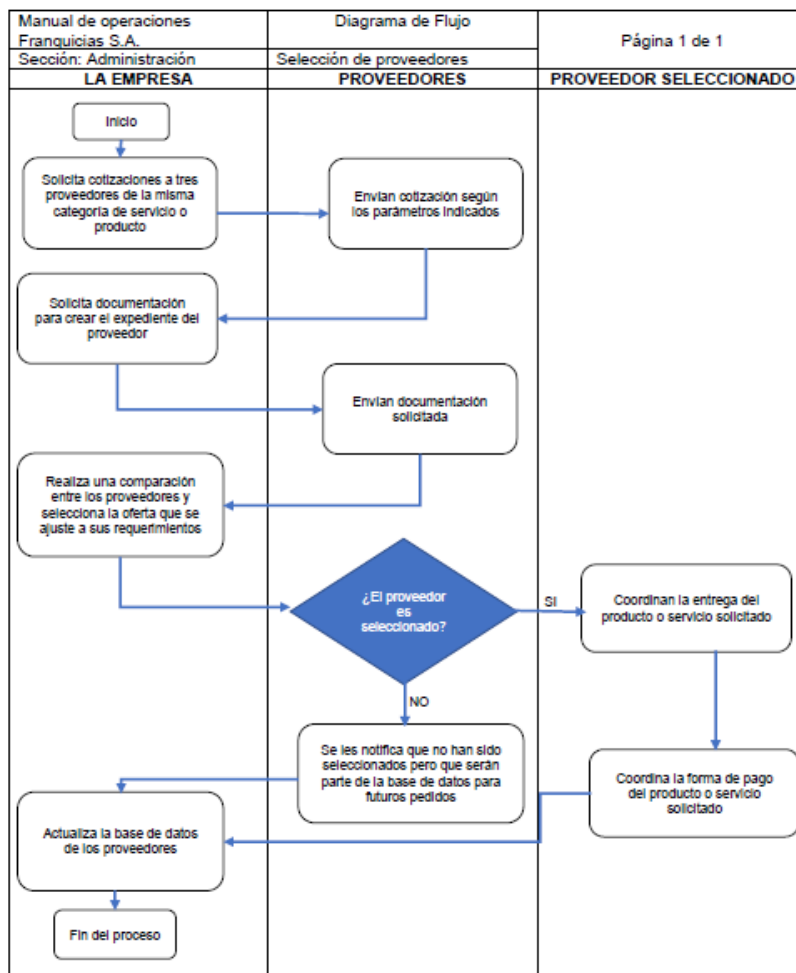 Manual de operaciones
Franquicias S.A.
Diagrama de Flujo
Página 1 de 1
Sección: Administración
Selección de proveedores
LA EMPRESA
PROVEEDORES
PROVEEDOR SELECCIONADO
Inicio
Solicita cotizaciones a tres
proveedores de la misma
categoría de servicio o
producto
Envían cotización según
los parámetros indicados
Solicita documentación
para crear el expediente del
proveedor
Envían documentación
solicitada
Realiza una comparación
entre los proveedores y
selecciona la oferta que se
ajuste a sus requerimientos
¿El proveedor
es
seleccionado?
SI
Coordinan la entrega del
producto o servicio solicitado
NO
Se les notifica que no han sido
seleccionados pero que serán
parte de la base de datos para
futuros pedidos
Coordina la forma de pago
del producto o servicio
solicitado
Actualiza la base de datos
de los proveedores
Fin del proceso